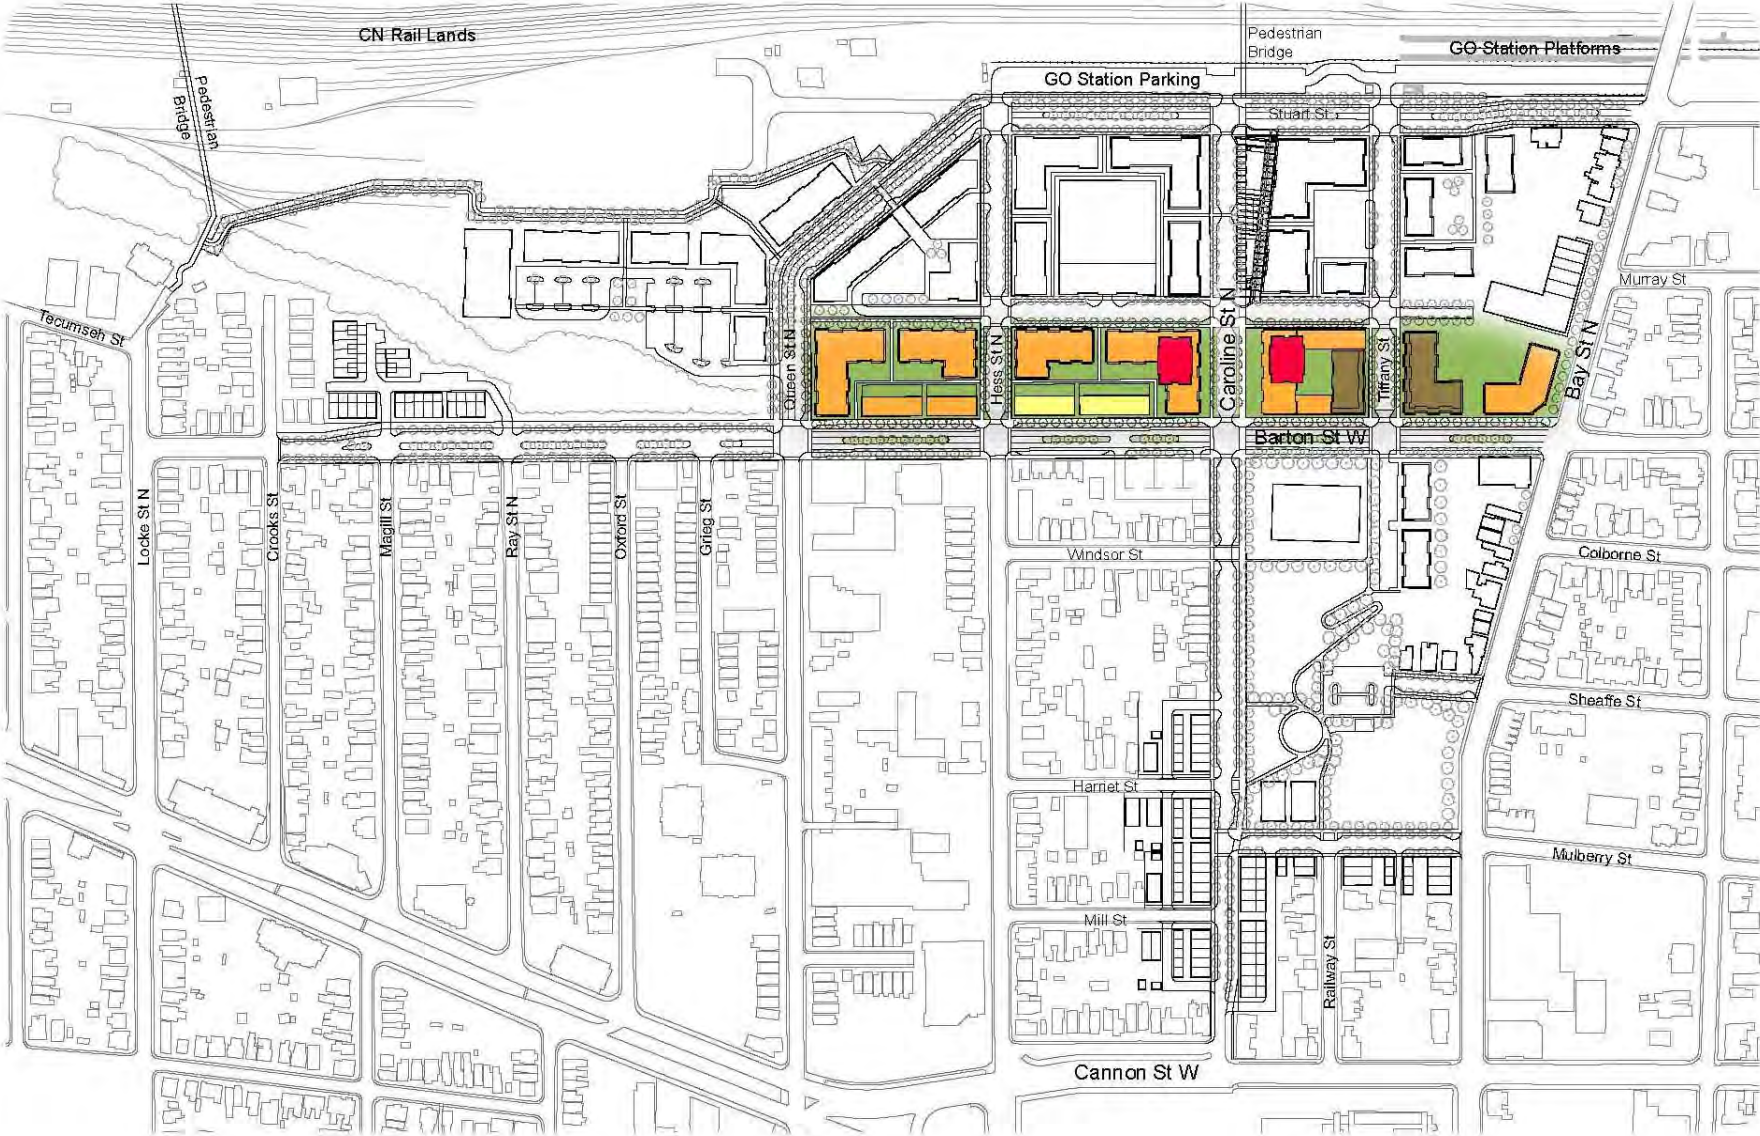 CN Rail Lands
Pedestrian
Bridge
Pedestrian
Bridge
GO Station Platforms
GO Station Parking
Stuart St
Murray St
Tecumseh St
Queen St N
Hess St N
Caroline St N
Tiffany St
Bay St N
Barton St W
Locke St N
Crooks St
Magill St
Ray St N
Oxford St
Greig St
Windsor St
Colborne St
Sheaffe St
Harriet St
Mulberry St
Mill St
Railway St
Cannon St W